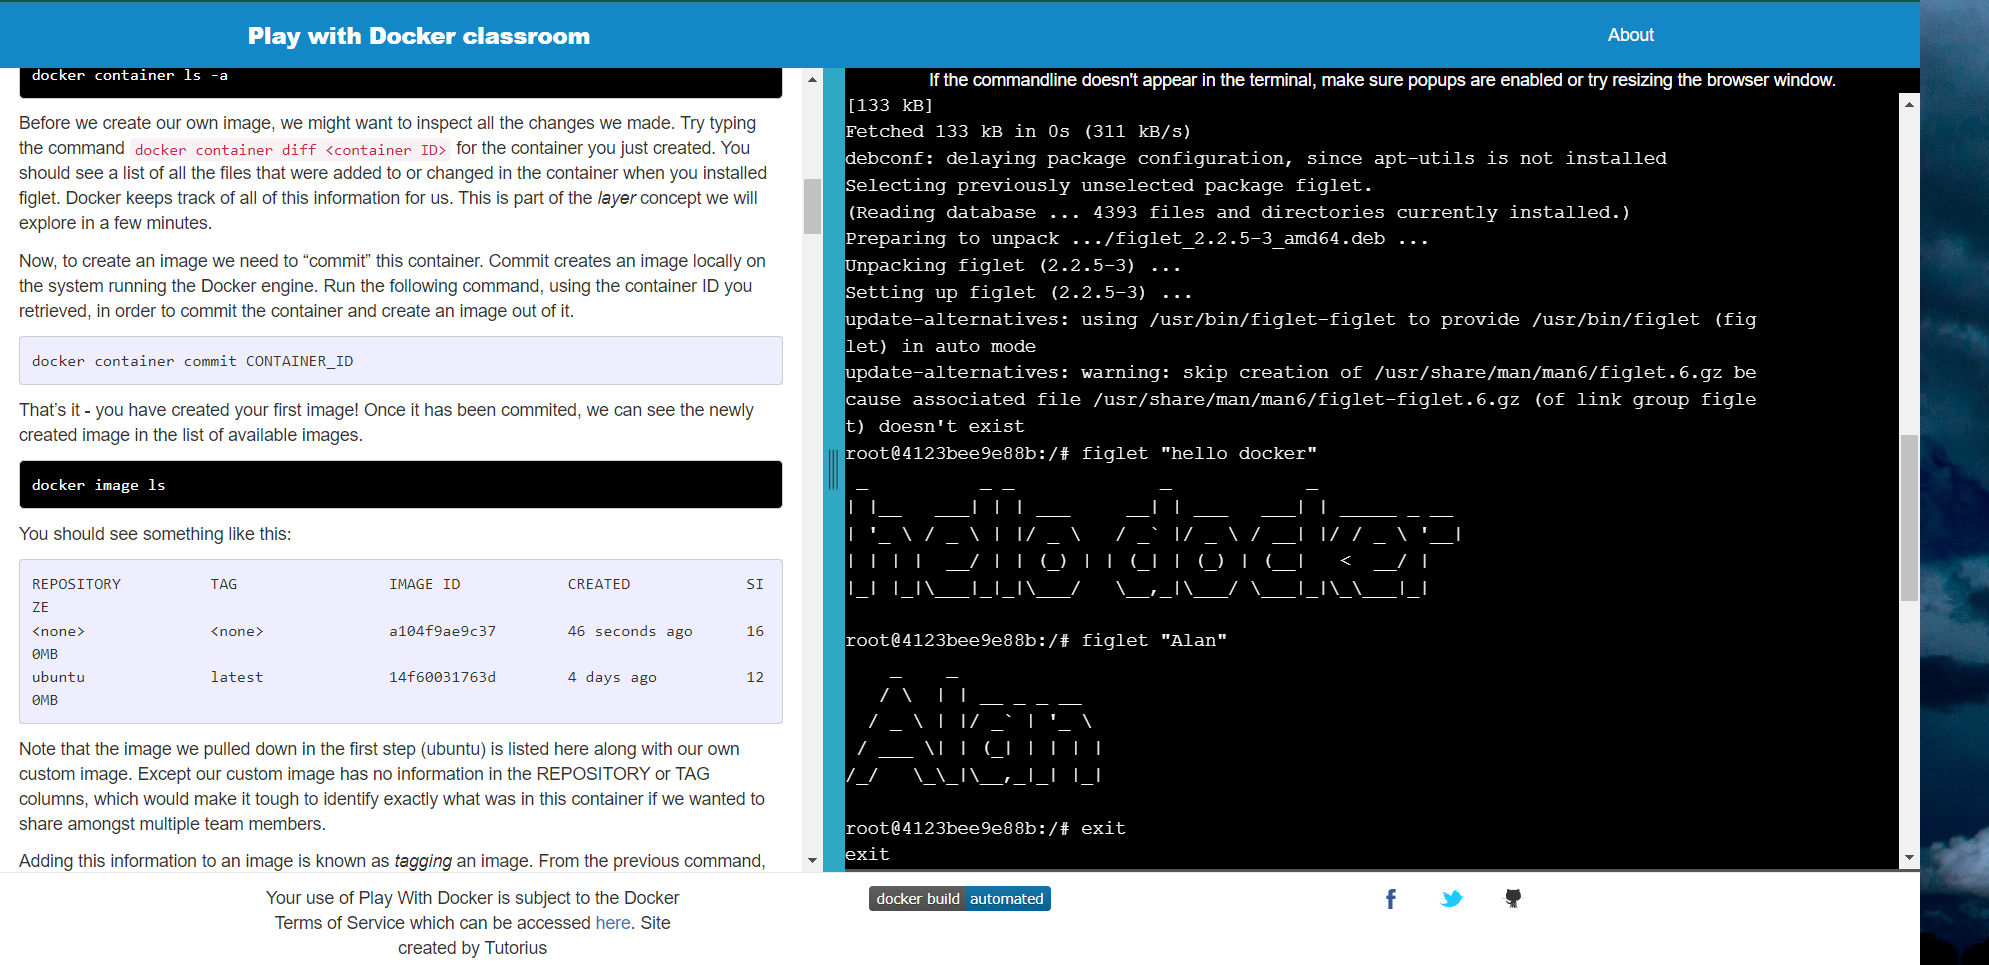 Play with Docker classroom
About
docker container ls -a
Before we create our own image, we might want to inspect all the changes we made. Try typing
the command docker container diff <container ID> for the container you just created. You
should see a list of all the files that were added to or changed in the container when you installed
figlet. Docker keeps track of all of this information for us. This is part of the layer concept we will
explore in a few minutes.
Now, to create an image we need to “commit” this container. Commit creates an image locally on
the system running the Docker engine. Run the following command, using the container ID you
retrieved, in order to commit the container and create an image out of it.
docker container commit CONTAINER_ID
That’s it - you have created your first image! Once it has been commited, we can see the newly
created image in the list of available images.
docker image ls
You should see something like this:
REPOSITORY TAG IMAGE ID CREATED SI
ZE
<none> <none> a104f9ae9c37 46 seconds ago 16
0MB
ubuntu latest 14f60031763d 4 days ago 12
0MB
Note that the image we pulled down in the first step (ubuntu) is listed here along with our own
custom image. Except our custom image has no information in the REPOSITORY or TAG
columns, which would make it tough to identify exactly what was in this container if we wanted to
share amongst multiple team members.
Adding this information to an image is known as tagging an image. From the previous command,
If the commandline doesn't appear in the terminal, make sure popups are enabled or try resizing the browser window.
[133 kB]
Fetched 133 kB in 0s (311 kB/s)
debconf: delaying package configuration, since apt-utils is not installed
Selecting previously unselected package figlet.
(Reading database ... 4393 files and directories currently installed.)
Preparing to unpack .../figlet_2.2.5-3_amd64.deb ...
Unpacking figlet (2.2.5-3) ...
Setting up figlet (2.2.5-3) ...
update-alternatives: using /usr/bin/figlet-figlet to provide /usr/bin/figlet (fig
let) in auto mode
update-alternatives: warning: skip creation of /usr/share/man/man6/figlet.6.gz be
cause associated file /usr/share/man/man6/figlet-figlet.6.gz (of link group figle
t) doesn't exist
root@4123bee9e88b:/# figlet "hello docker"
hello docker
root@4123bee9e88b:/# figlet "Alan"
Alan
root@4123bee9e88b:/# exit
exit
Your use of Play With Docker is subject to the Docker
Terms of Service which can be accessed here. Site
created by Tutorius
docker build automated